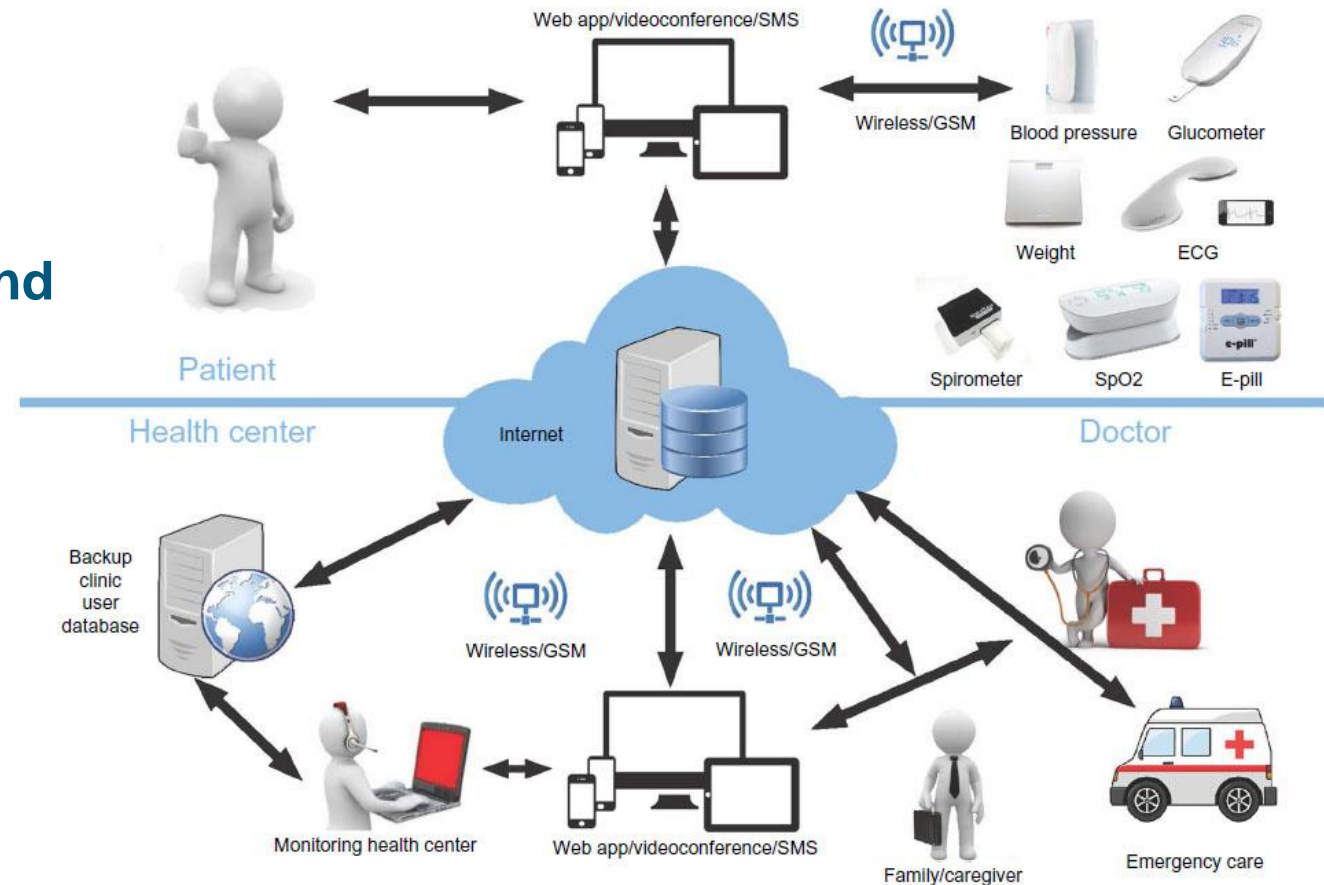 Web app/videoconference/SMS
Wireless/GSM
Blood pressure
Glucometer
Weight
ECG
nd
Patient
Spirometer
SpO2
e-pill
E-pill
Health center
Internet
Doctor
Backup
clinic
user
database
Wireless/GSM
Wireless/GSM
Monitoring health center
Web app/videoconference/SMS
Family/caregiver
Emergency care